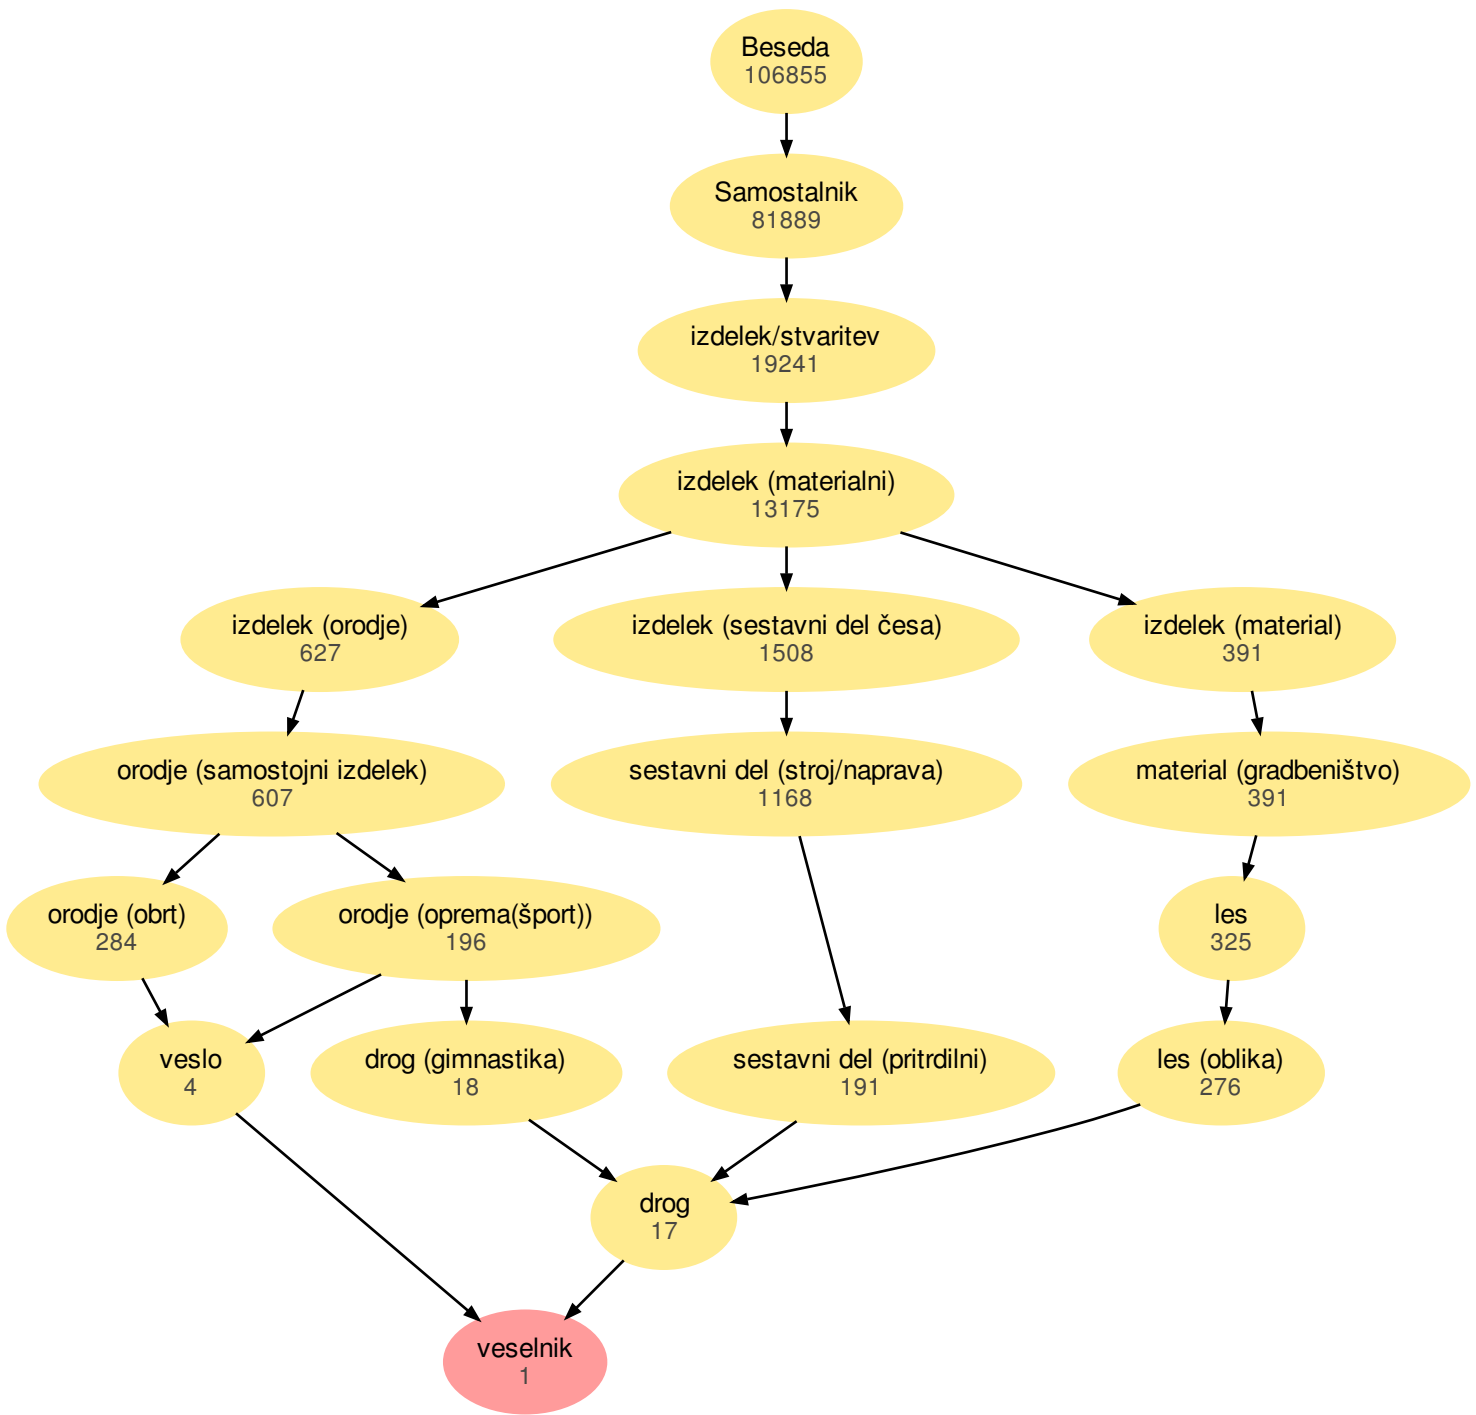 Beseda
106855
Samostalnik
81889
izdelek/stvaritev
19241
izdelek (materialni)
13175
izdelek (orodje)
627
izdelek (sestavni del česa)
1508
izdelek (material)
391
orodje (samostojni izdelek)
607
sestavni del (stroj/naprava)
1168
material (gradbeništvo)
391
orodje (obrt)
284
orodje (oprema(šport))
196
les
325
veslo
4
drog (gimnastika)
18
sestavni del (pritrdilni)
191
les (oblika)
276
drog
17
veselnik
1